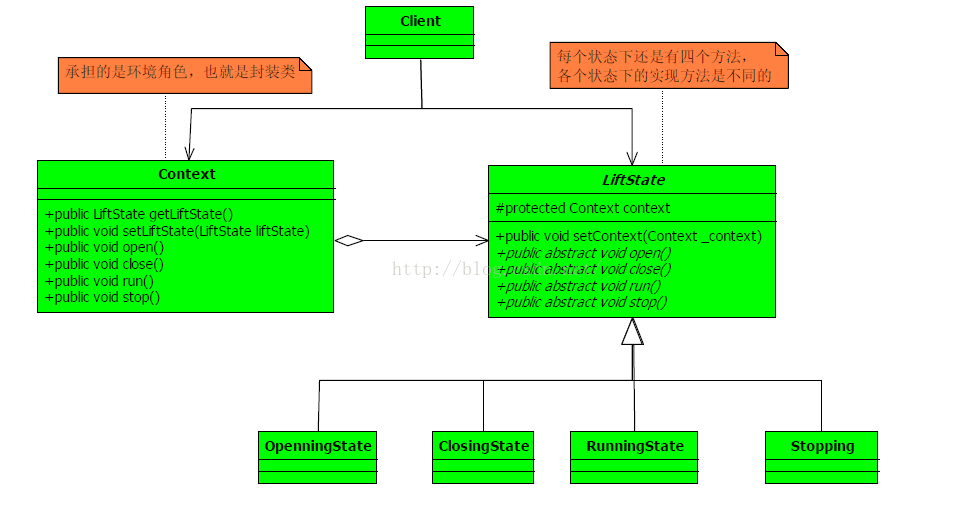 Client
承担的是环境角色，也就是封装类
每个状态下还是有四个方法，
各个状态下的实现方法是不同的
Context
+public LiftState getLiftState()
+public void setLiftState(LiftState liftState)
+public void open()
+public void close()
+public void run()
+public void stop()
LiftState
#protected Context context
+public void setContext(Context _context)
+public abstract void open()
+public abstract void close()
+public abstract void run()
+public abstract void stop()
http://blog.
OpenningState
ClosingState
RunningState
Stopping